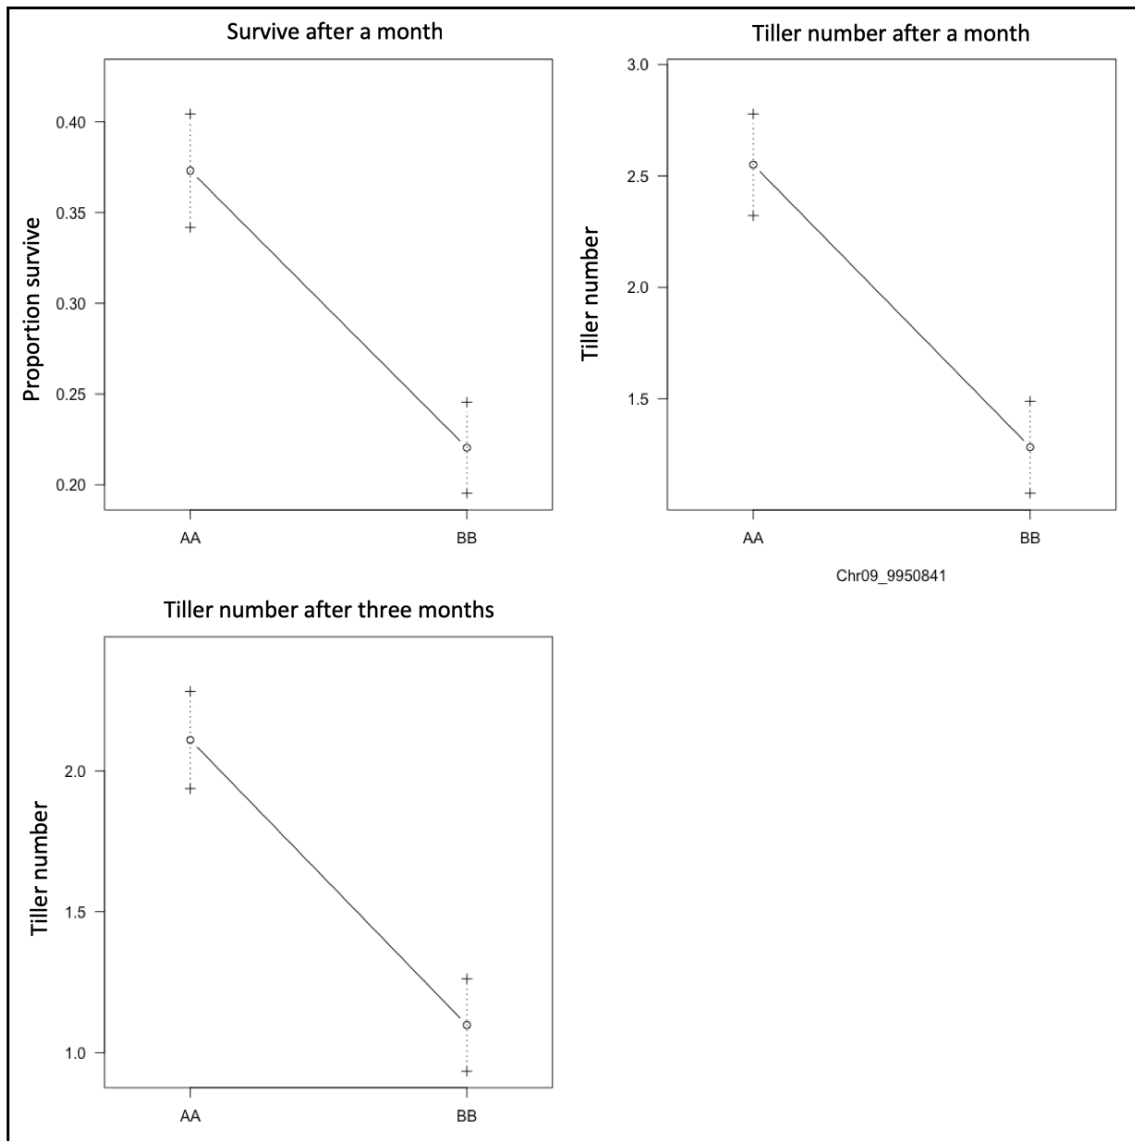 Survive after a month
Proportion survive
0.40
0.35
0.30
0.25
0.20
AA
BB
Tiller number after a month
Tiller number
3.0
2.5
2.0
1.5
AA
BB
Chr09_9950841
Tiller number after three months
Tiller number
2.0
1.5
1.0
AA
BB